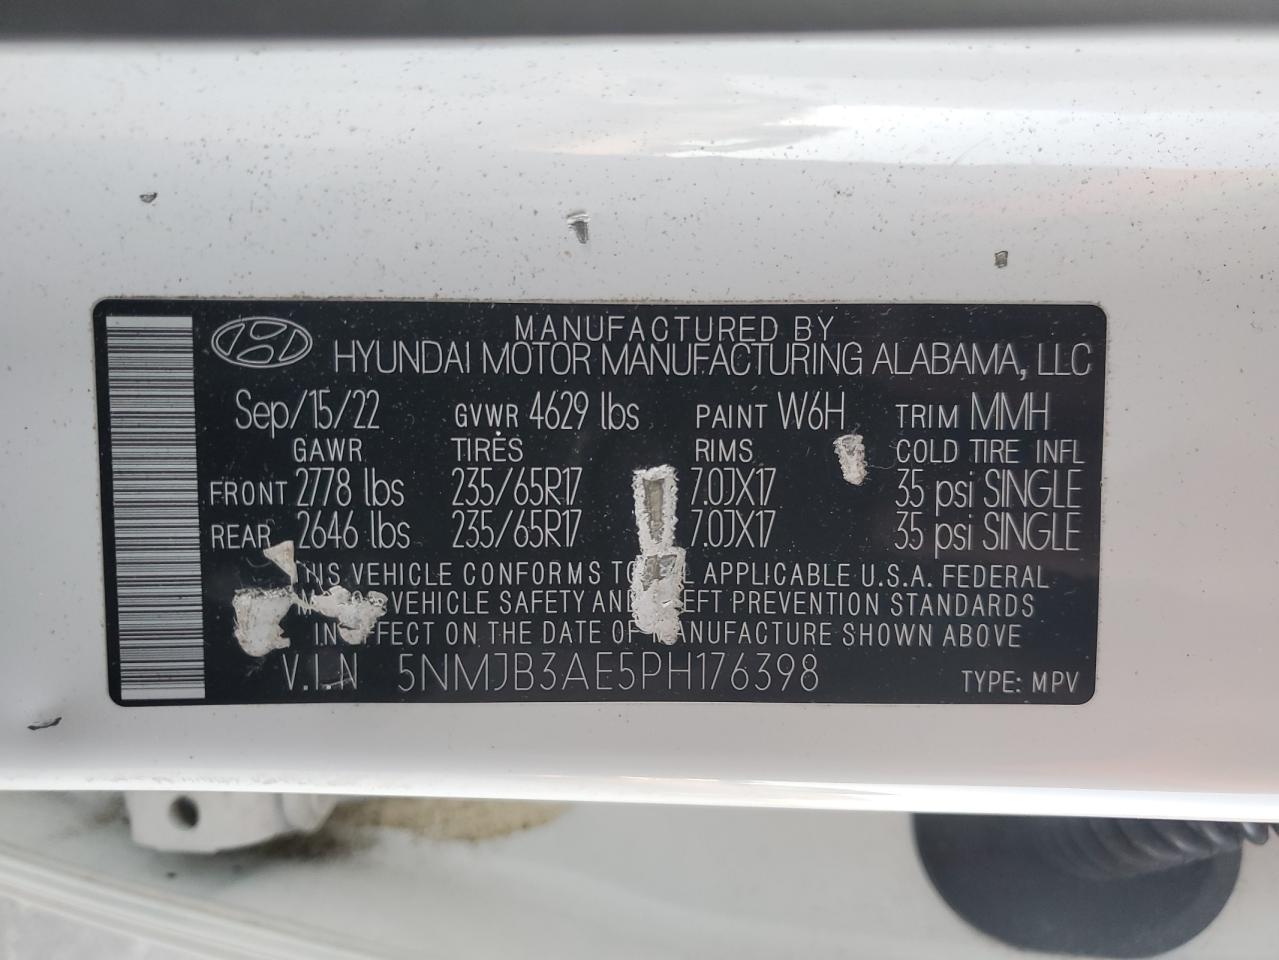 MANUFACTURED BY
HYUNDAI MOTOR MANUFACTURING ALABAMA, LLC
Sep/15/22 GVWR 4629 lbs PAINT W6H TRIM MMH
GAWR TIRES RIMS COLD TIRE INFL
FRONT 2778 lbs 235/65R17 7.0JX17 35 psi SINGLE
REAR 2646 lbs 235/65R17 7.0JX17 35 psi SINGLE
THIS VEHICLE CONFORMS APPLICABLE U.S.A. FEDERAL
VEHICLE SAFETY AND PREVENTION STANDARDS
IN EFFECT ON THE DATE OF MANUFACTURE SHOWN ABOVE
V.I.N 5NMJB3AE5PH176398 TYPE: MPV